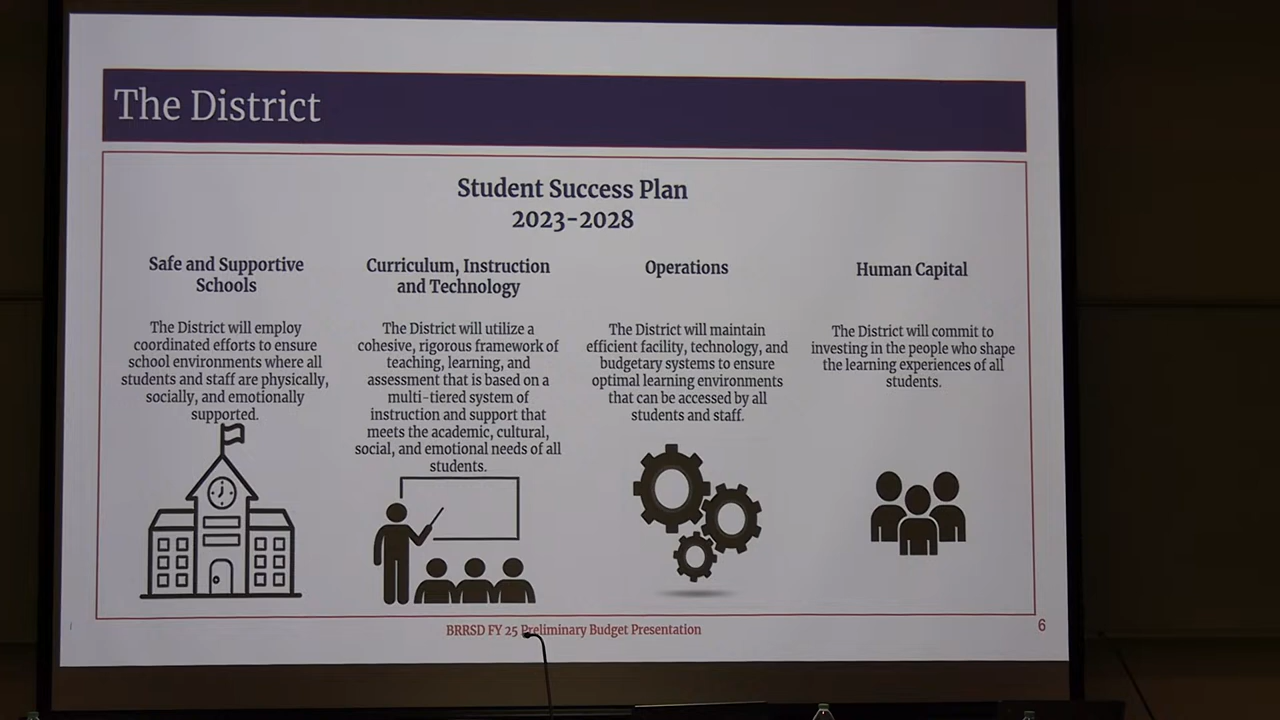 The District
Student Success Plan
2023-2028
Safe and Supportive
Schools
The District will employ
coordinated efforts to ensure
school environments where all
students and staff are physically,
socially, and emotionally
supported.
Curriculum, Instruction
and Technology
The District will utilize a
cohesive, rigorous framework of
teaching, learning, and
assessment that is based on a
multi-tiered system of
instruction and support that
meets the academic, cultural,
social, and emotional needs of all
students.
Operations
The District will maintain
efficient facility, technology, and
budgetary systems to ensure
optimal learning environments
that can be accessed by all
students and staff.
Human Capital
The District will commit to
investing in the people who shape
the learning experiences of all
students.
BRRSD FY 25 Preliminary Budget Presentation
6